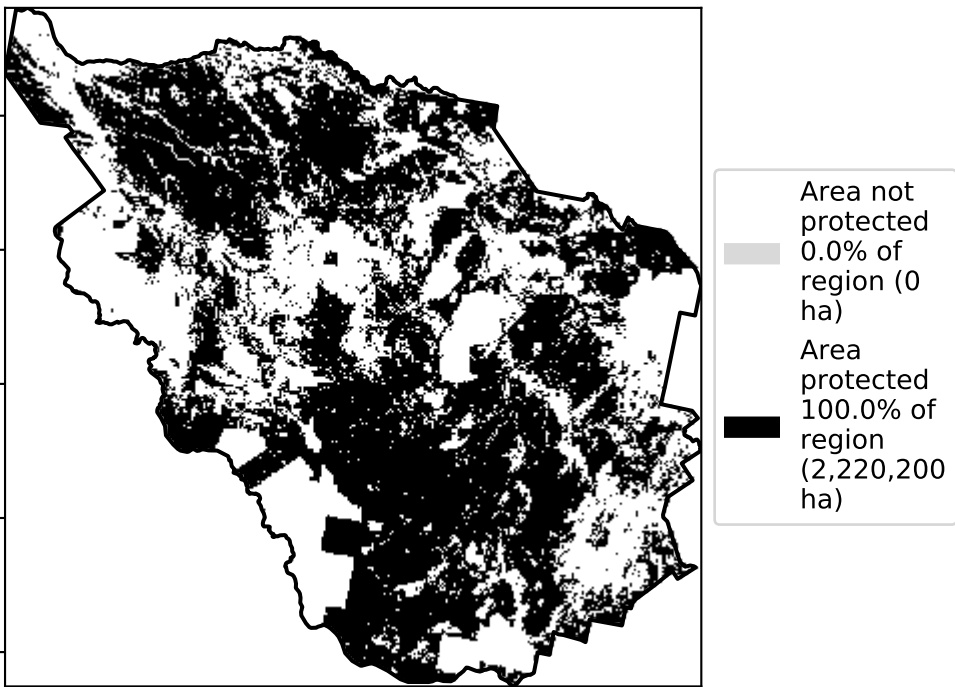 Area not
protected
0.0% of
region (0
ha)
Area
protected
100.0% of
region
(2,220,200
ha)